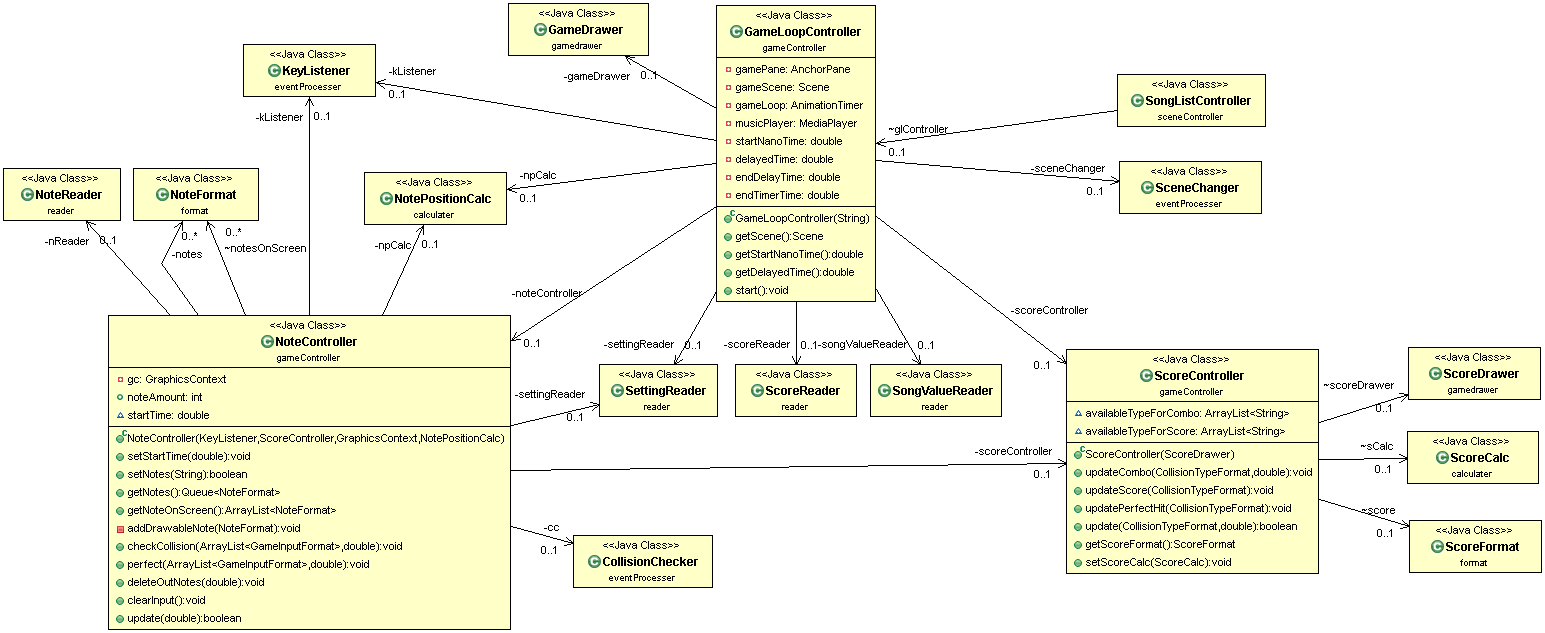 <<Java Class>>
GameDrawer
gamedrawer
<<Java Class>>
GameLoopController
gameController
gamePane: AnchorPane
gameScene: Scene
gameLoop: AnimationTimer
musicPlayer: MediaPlayer
startNanoTime: double
delayedTime: double
endDelayTime: double
endTimerTime: double
GameLoopController(String)
getScene():Scene
getStartNanoTime():double
getDelayedTime():double
start():void
<<Java Class>>
KeyListener
eventProcesser
-kListener
0..1
-gameDrawer
0..1
<<Java Class>>
SongListController
sceneController
~glController
0..1
-kListener
0..1
-sceneChanger
0..1
<<Java Class>>
SceneChanger
eventProcesser
<<Java Class>>
NoteReader
reader
<<Java Class>>
NoteFormat
format
<<Java Class>>
NotePositionCalc
calculater
-npCalc
0..1
-nReader
0..1
0..*
-notes
0..*
~notesOnScreen
-npCalc
0..1
-noteController
0..1
-scoreController
0..1
-settingReader
0..1
-scoreReader
0..1
-songValueReader
0..1
<<Java Class>>
NoteController
gameController
gc: GraphicsContext
noteAmount: int
startTime: double
NoteController(KeyListener,ScoreController,GraphicsContext,NotePositionCalc)
setStartTime(double):void
setNotes(String):boolean
getNotes():Queue<NoteFormat>
getNoteOnScreen():ArrayList<NoteFormat>
addDrawableNote(NoteFormat):void
checkCollision(ArrayList<GameInputFormat>,double):void
perfect(ArrayList<GameInputFormat>,double):void
deleteOutNotes(double):void
clearInput():void
update(double):boolean
<<Java Class>>
SettingReader
reader
<<Java Class>>
ScoreReader
reader
<<Java Class>>
SongValueReader
reader
-settingReader
0..1
-scoreController
0..1
-cc
0..1
<<Java Class>>
CollisionChecker
eventProcesser
<<Java Class>>
ScoreController
gameController
availableTypeForCombo: ArrayList<String>
availableTypeForScore: ArrayList<String>
ScoreController(ScoreDrawer)
updateCombo(CollisionTypeFormat,double):void
updateScore(CollisionTypeFormat):void
updatePerfectHit(CollisionTypeFormat):void
update(CollisionTypeFormat,double):boolean
getScoreFormat():ScoreFormat
setScoreCalc(ScoreCalc):void
~scoreDrawer
0..1
<<Java Class>>
ScoreDrawer
gamedrawer
~sCalc
0..1
<<Java Class>>
ScoreCalc
calculater
~score
0..1
<<Java Class>>
ScoreFormat
format